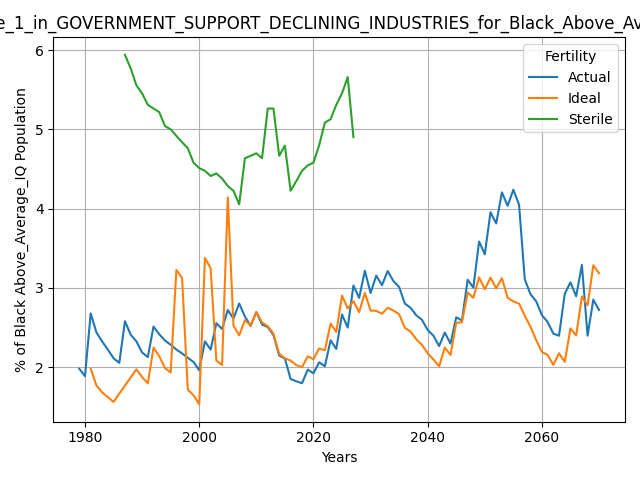 e_1_in_GOVERNMENT_SUPPORT_DECLINING_INDUSTRIES_for_Black_Above_Av
% of Black Above_Average_IQ Population
6
5
4
3
2
Fertility
Actual
Ideal
Sterile
1980
2000
2020
2040
2060
Years